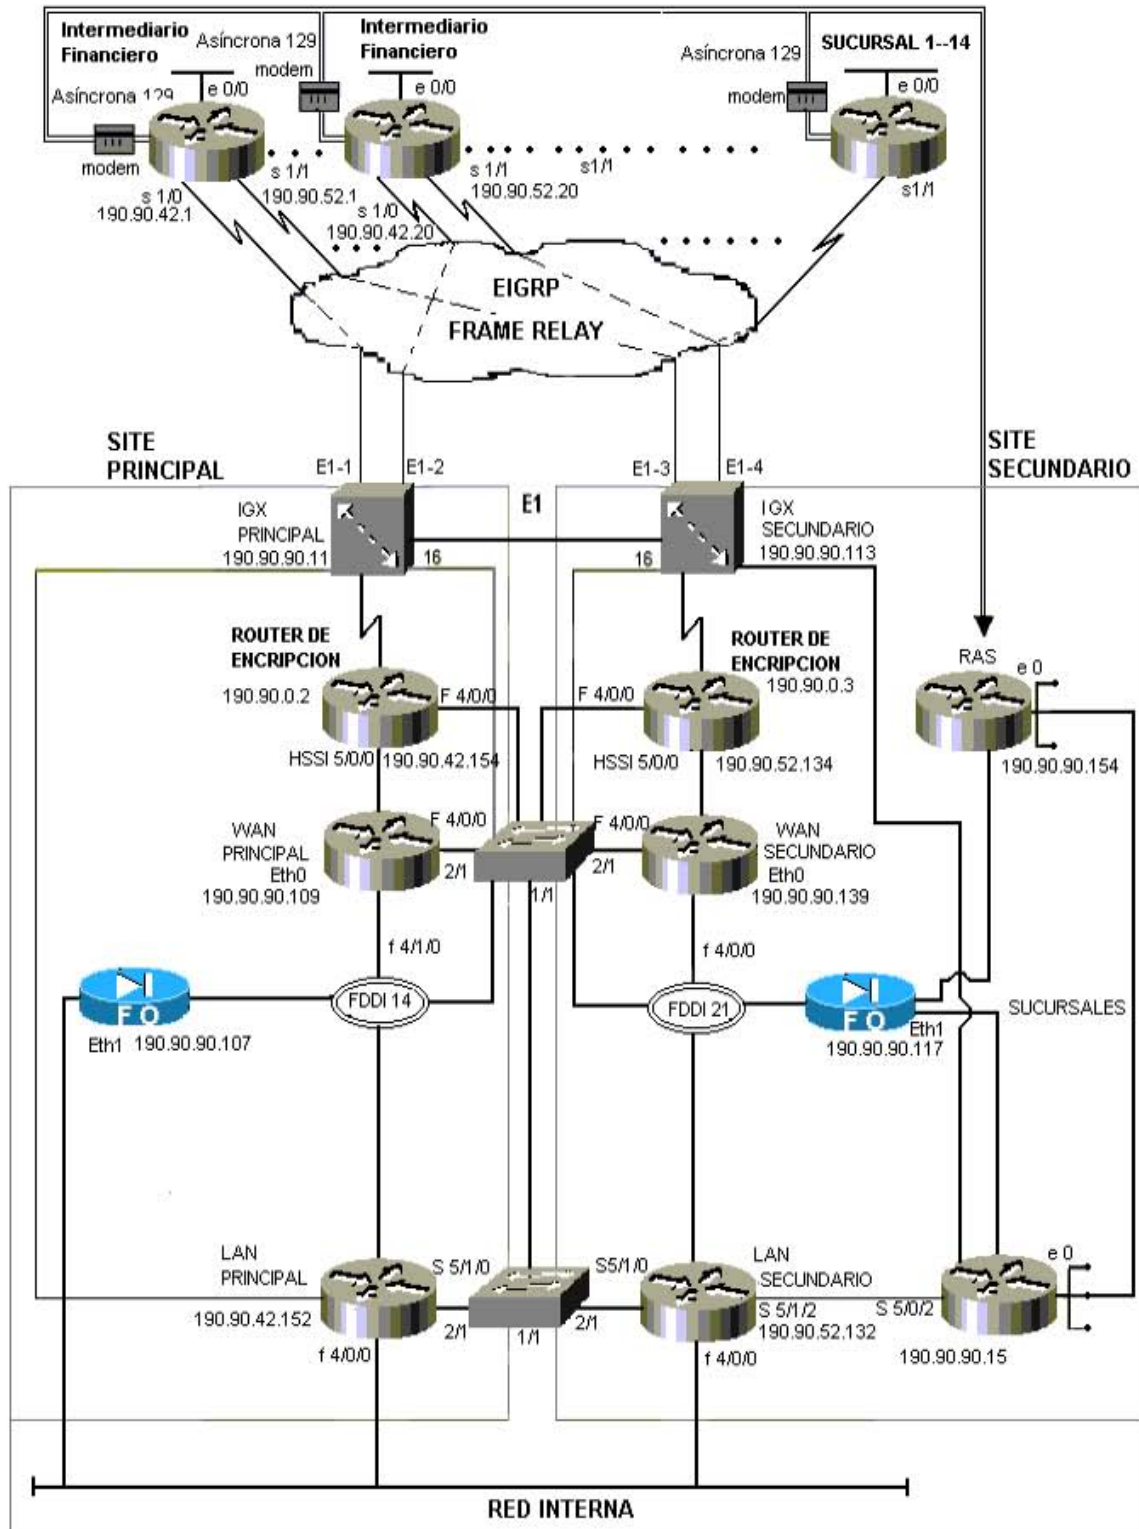 Intermediario
Financiero
Asíncrona 129
modem
Intermediario
Financiero
Asíncrona 129
modem
SUCURSAL 1--14
e 0/0
e 0/0
e 0/0
Asíncrona 129
modem
s 1/0
190.90.42.1
s 1/1
190.90.52.1
s 1/0
190.90.42.20
s 1/1
190.90.52.20
s1/1
s1/1
EIGRP
FRAME RELAY
SITE
PRINCIPAL
E1-1
E1-2
E1-3
E1-4
SITE
SECUNDARIO
IGX
PRINCIPAL
190.90.90.11
16
E1
16
IGX
SECUNDARIO
190.90.90.113
ROUTER DE
ENCRIPCION
190.90.0.2
F 4/0/0
HSSI 5/0/0
190.90.42.154
F 4/0/0
ROUTER DE
ENCRIPCION
190.90.0.3
HSSI 5/0/0
190.90.52.134
RAS
e 0
190.90.90.154
WAN
PRINCIPAL
Eth0
190.90.90.109
F 4/0/0
2/1
1/1
F 4/0/0
2/1
WAN
SECUNDARIO
Eth0
190.90.90.139
f 4/1/0
f 4/0/0
FDDI 14
FDDI 21
F O
Eth1
190.90.90.107
F O
Eth1
190.90.90.117
SUCURSALES
LAN
PRINCIPAL
190.90.42.152
S 5/1/0
2/1
1/1
S5/1/0
2/1
LAN
SECUNDARIO
S 5/1/2
190.90.52.132
S 5/0/2
e 0
190.90.90.15
f 4/0/0
f 4/0/0
RED INTERNA